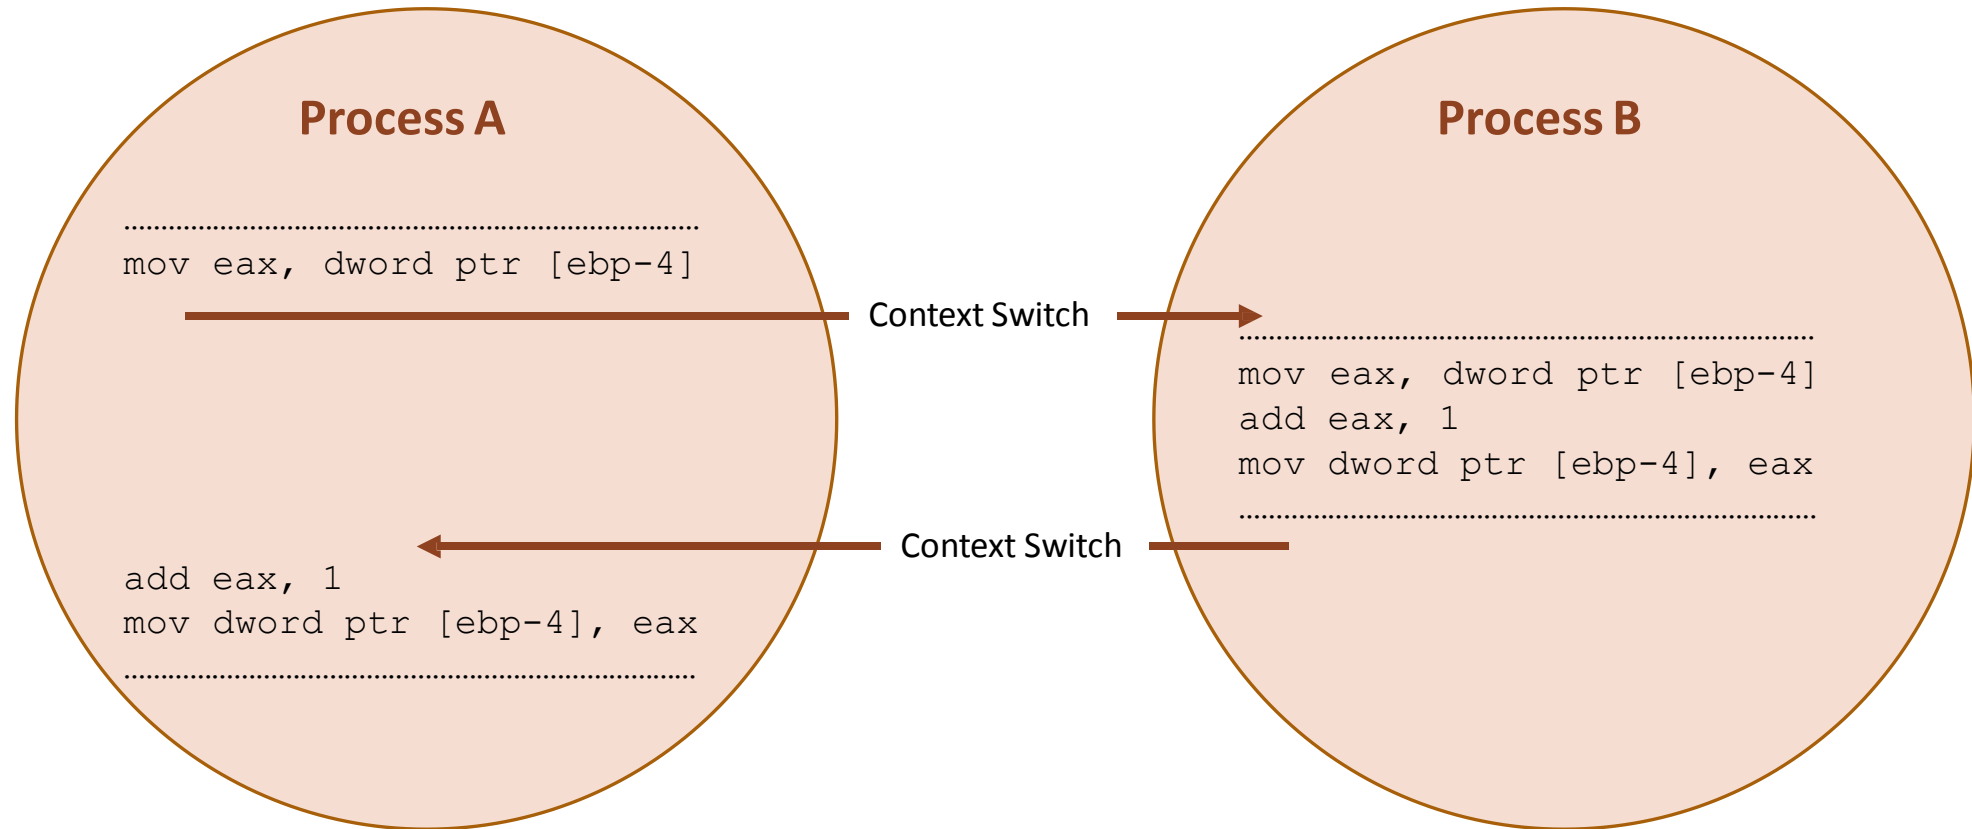 Process A
Process B
mov eax, dword ptr [ebp-4]
Context Switch
mov eax, dword ptr [ebp-4]
add eax, 1
mov dword ptr [ebp-4], eax
Context Switch
add eax, 1
mov dword ptr [ebp-4], eax